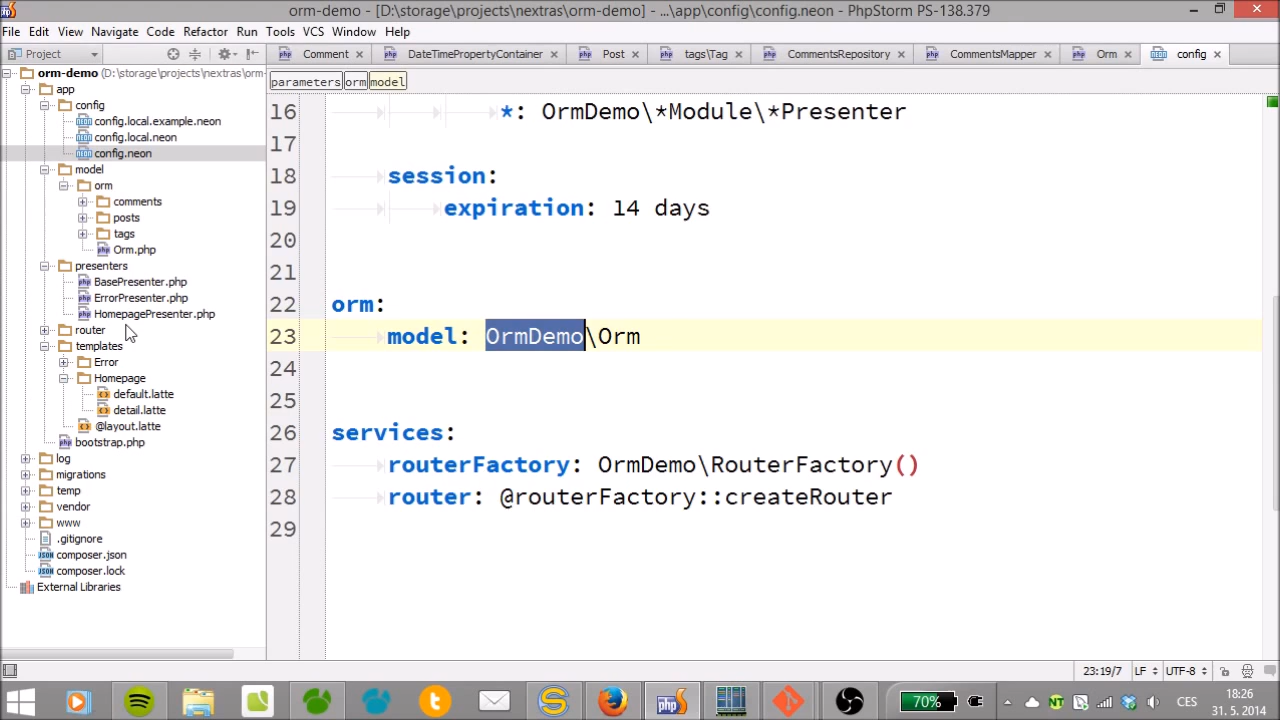 orm-demo - [D:\storage\projects\nextras\orm-demo] - ...\app\config\config.neon - PhpStorm PS-138.379
File Edit View Navigate Code Refactor Run Tools VCS Window Help
Project
Comment DateTimePropertyContainer Post tags\Tag CommentsRepository CommentsMapper Orm config
orm-demo (D:\storage\projects\nextras\orm-
app
config
config.local.example.neon
config.local.neon
config.neon
model
orm
comments
posts
tags
Orm.php
presenters
BasePresenter.php
ErrorPresenter.php
HomepagePresenter.php
router
templates
Error
Homepage
default.latte
detail.latte
@layout.latte
bootstrap.php
log
migrations
temp
vendor
www
.gitignore
composer.json
composer.lock
External Libraries
parameters orm model
16 *: OrmDemo\*Module\*Presenter
17
18 session:
19 expiration: 14 days
20
21
22 orm:
23 model: OrmDemo\Orm
24
25
26 services:
27 routerFactory: OrmDemo\RouterFactory()
28 router: @routerFactory::createRouter
29
23:19/7 LF UTF-8
70% CES 18:26
31. 5. 2014